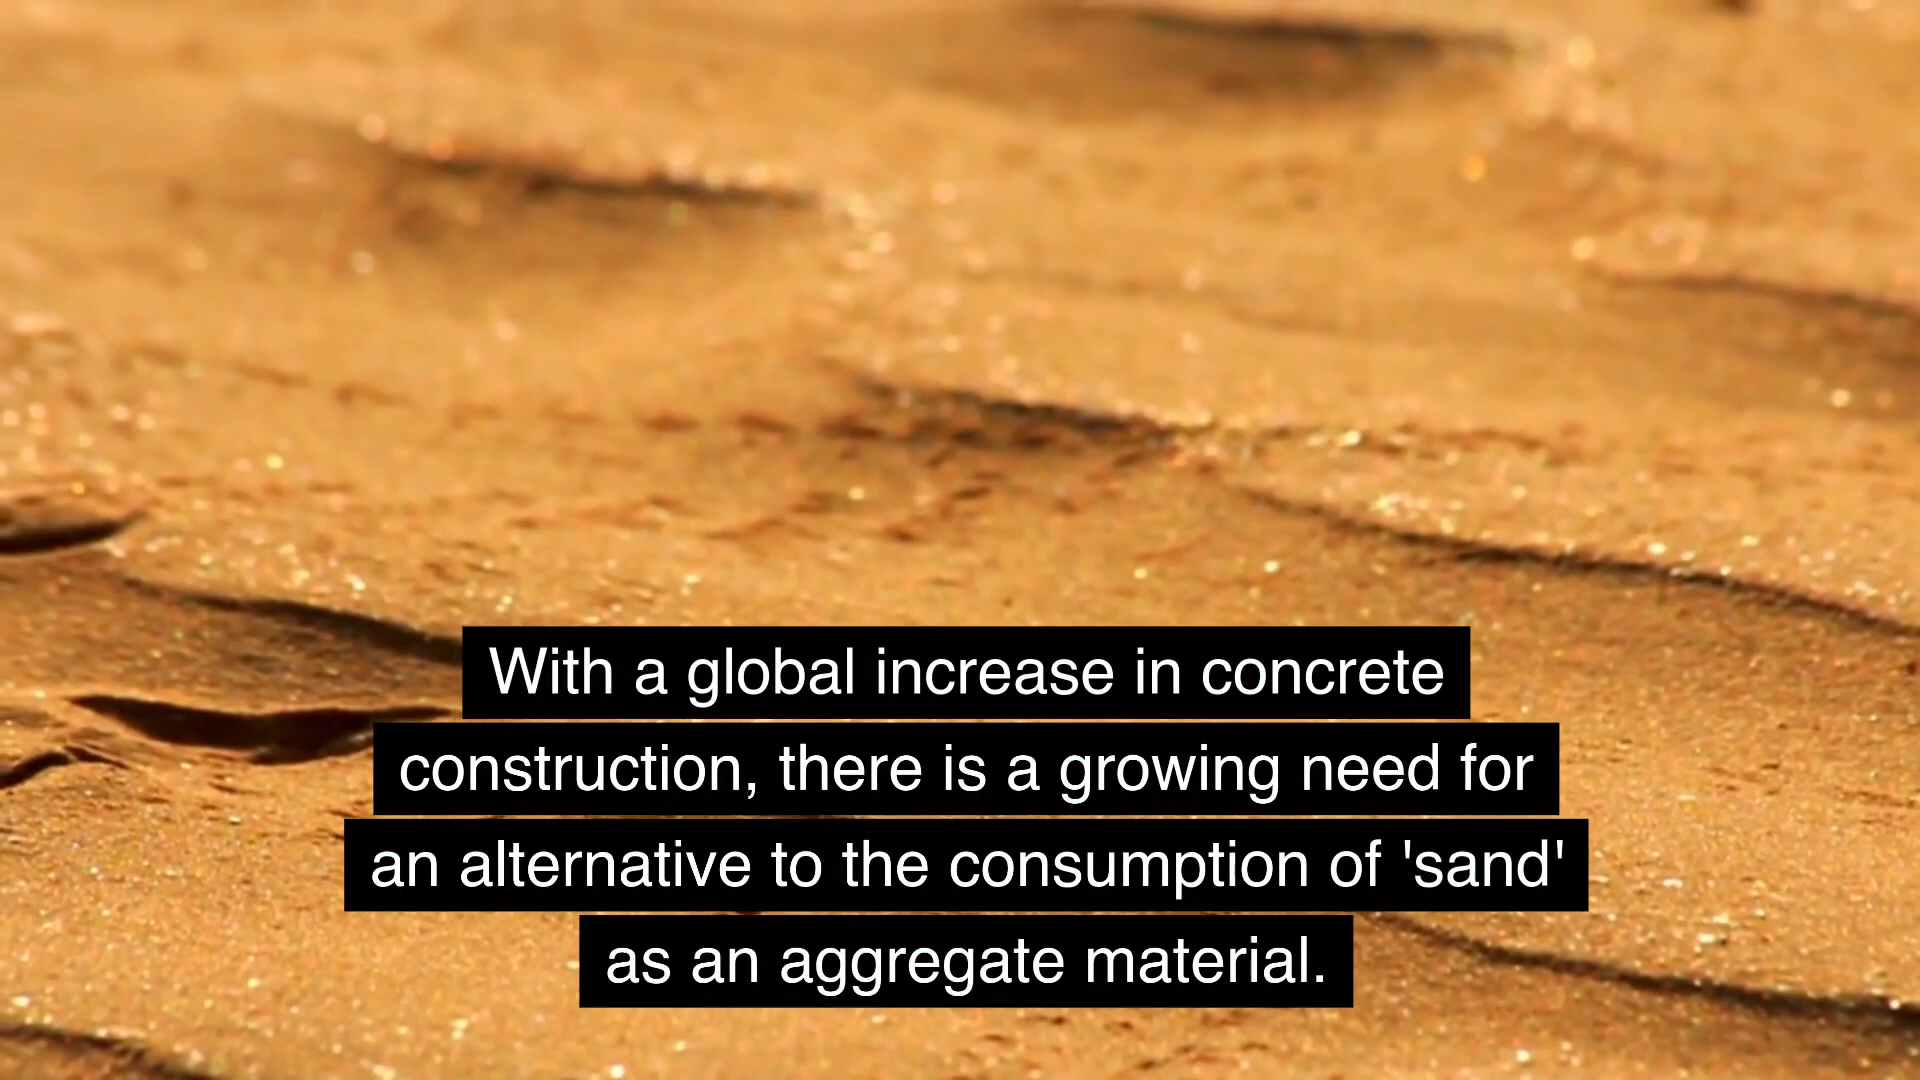 With a global increase in concrete
construction, there is a growing need for
an alternative to the consumption of 'sand'
as an aggregate material.